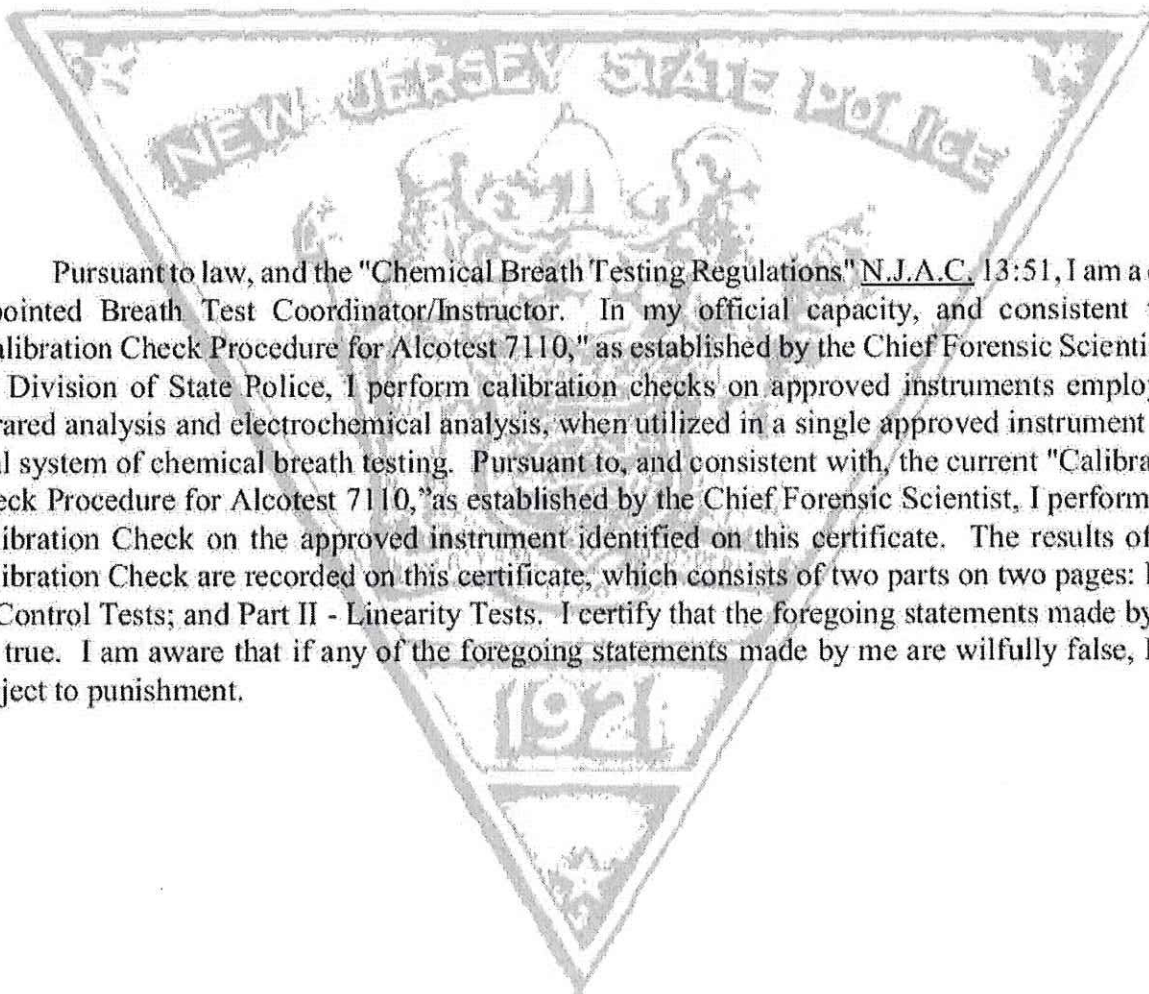 NEW JERSEY STATE POLICE
Pursuant to law, and the "Chemical Breath Testing Regulations" N.J.A.C. 13:51, I am a
pointed Breath Test Coordinator/Instructor. In my official capacity, and consistent
alibration Check Procedure for Alcotest 7110," as established by the Chief Forensic Scienti
Division of State Police, I perform calibration checks on approved instruments employ
rared analysis and electrochemical analysis, when utilized in a single approved instrument
al system of chemical breath testing. Pursuant to, and consistent with, the current "Calibra
eck Procedure for Alcotest 7110," as established by the Chief Forensic Scientist, I perform
libration Check on the approved instrument identified on this certificate. The results of
libration Check are recorded on this certificate, which consists of two parts on two pages:
Control Tests; and Part II - Linearity Tests. I certify that the foregoing statements made by
true. I am aware that if any of the foregoing statements made by me are wilfully false, I
ject to punishment.
1921